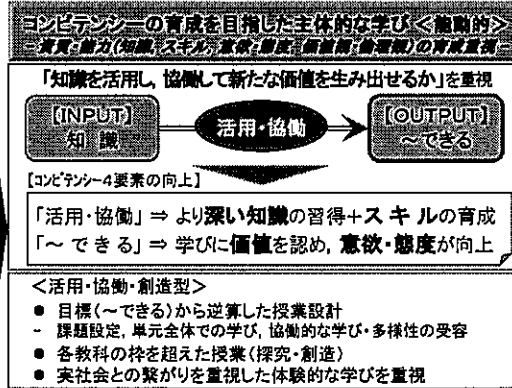 コンピテンシーの育成を目指した主体的な学び <能動的>
－資質・能力(知識, スキル, 意欲・態度, 価値観・倫理観)の育成重視－
「知識を活用し, 協働して新たな価値を生み出せるか」を重視
【INPUT】
知 識
活用・協働
【OUTPUT】
～できる
【コンピテンシー4要素の向上】
「活用・協働」⇒ より深い知識の習得＋ス キ ルの育成
「～ で き る」⇒ 学びに価値を認め, 意欲・態度が向上
＜活用・協働・創造型＞
● 目標(～できる)から逆算した授業設計
- 課題設定, 単元全体での学び, 協働的な学び・多様性の受容
● 各教科の枠を超えた授業(探究・創造)
● 実社会との繋がりを重視した体験的な学びを重視